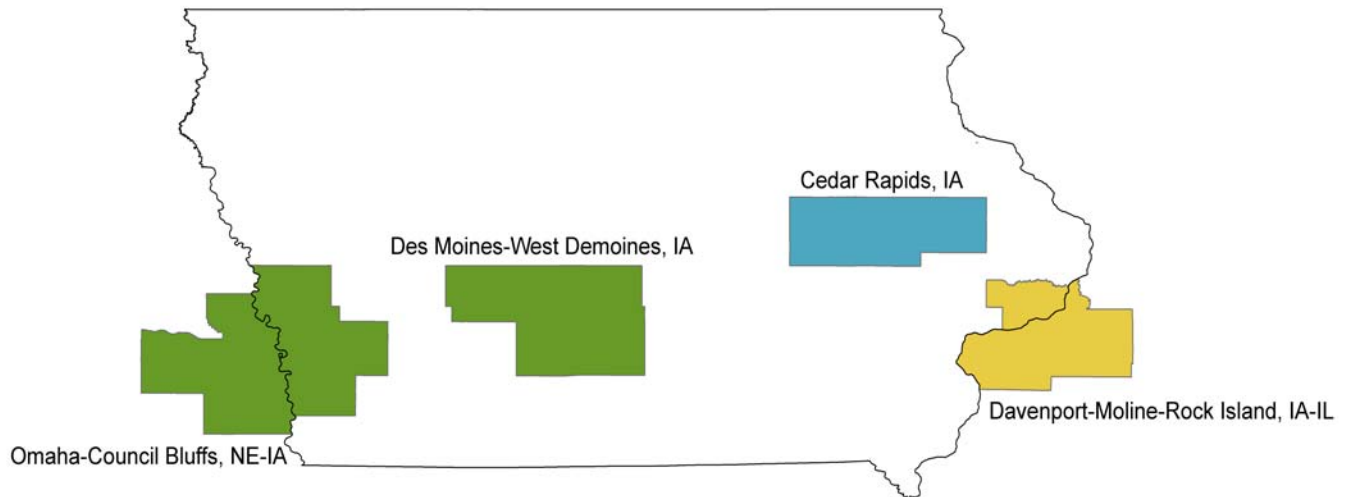 Cedar Rapids, IA
Des Moines-West Demoines, IA
Davenport-Moline-Rock Island, IA-IL
Omaha-Council Bluffs, NE-IA